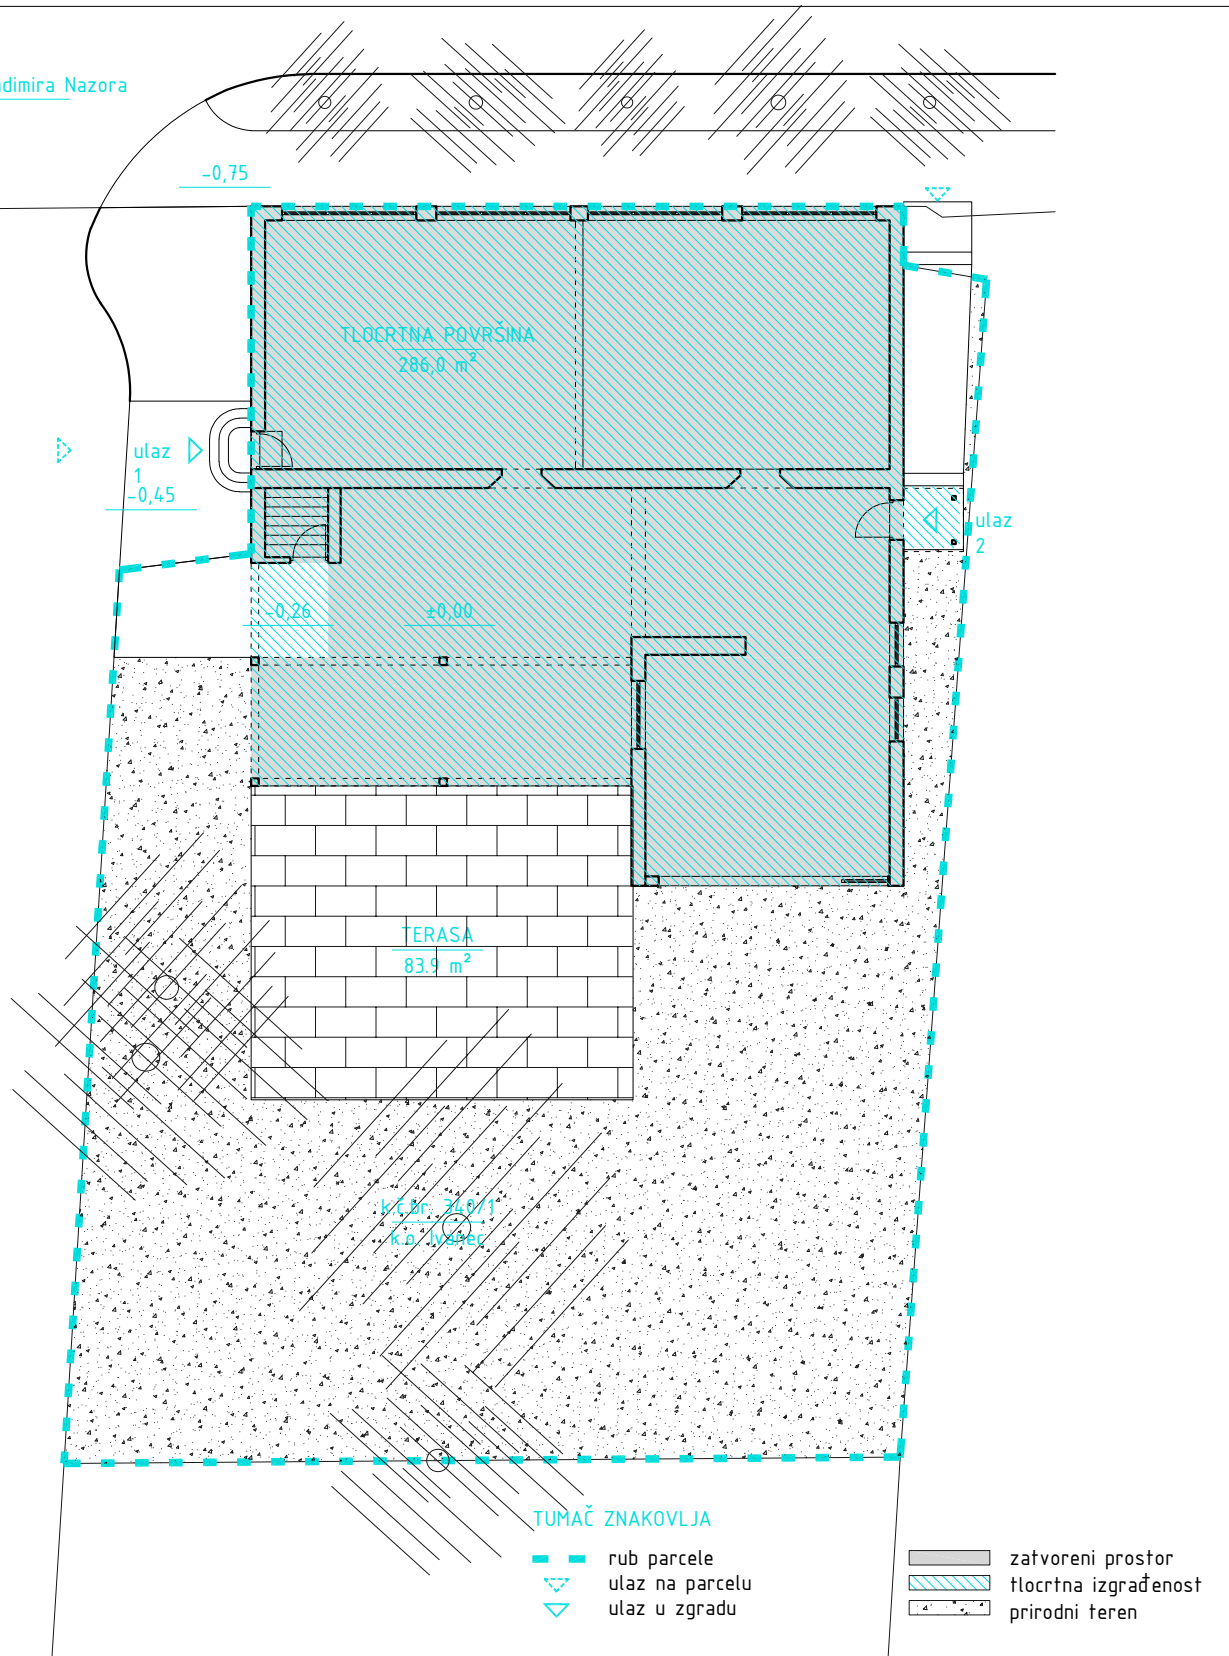 dimira Nazora
-0,75
TLOCRTNA POVRŠINA
286,0 m²
ulaz
1
-0,45
ulaz
2
-0,26
±0,00
TERASA
83.9 m²
k.č.br. 340/1
k.o. Ivanec
TUMAČ ZNAKOVLJA
rub parcele
ulaz na parcelu
ulaz u zgradu
zatvoreni prostor
tlocrtna izgrađenost
prirodni teren